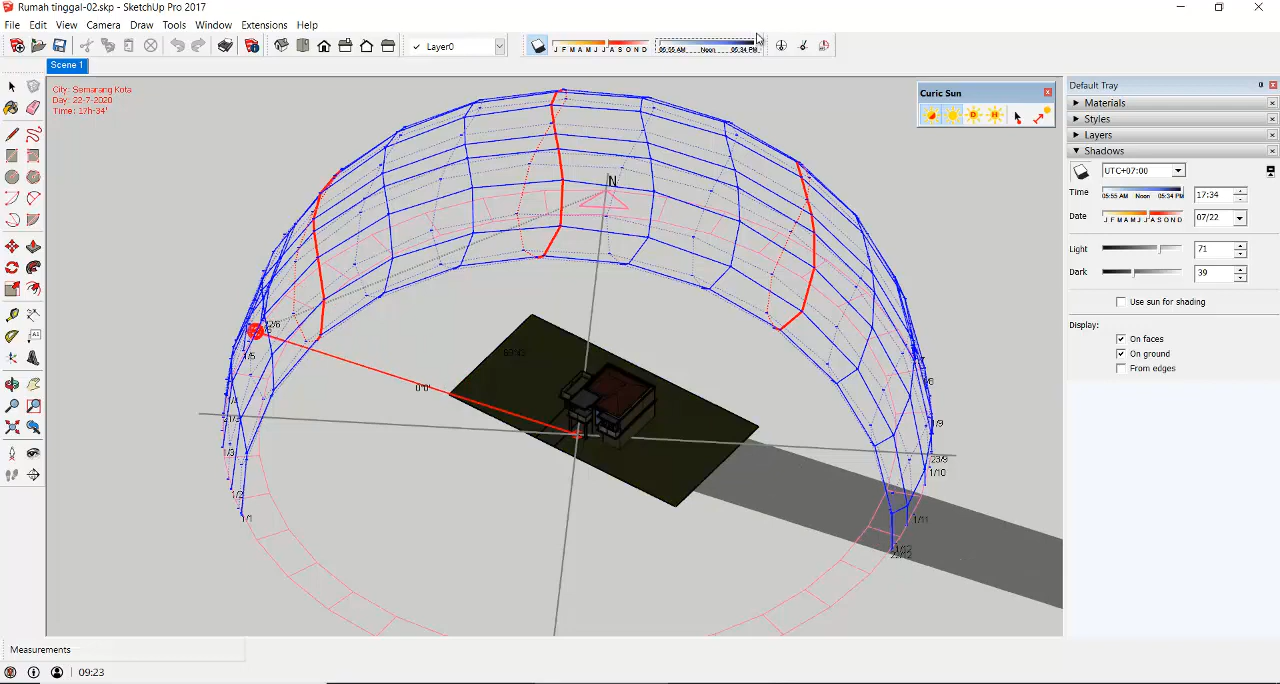 Rumah tinggal-02.skp - SketchUp Pro 2017
File Edit View Camera Draw Tools Window Extensions Help
Layer0
J F M A M J J A S O N D
05:55 AM Noon 05:34 PM
Scene 1
City: Semarang Kota
Day: 22-7-2020
Time: 17h-34'
N
1/5
1/4
21/3
1/3
1/2
1/1
0°0'
1/9
23/9
1/10
1/11
Curic Sun
D H
Default Tray
Materials
Styles
Layers
Shadows
UTC+07:00
Time
05:55 AM Noon 05:34 PM
17:34
Date
J F M A M J J A S O N D
07/22
Light
71
Dark
39
Use sun for shading
Display:
On faces
On ground
From edges
Measurements
09:23